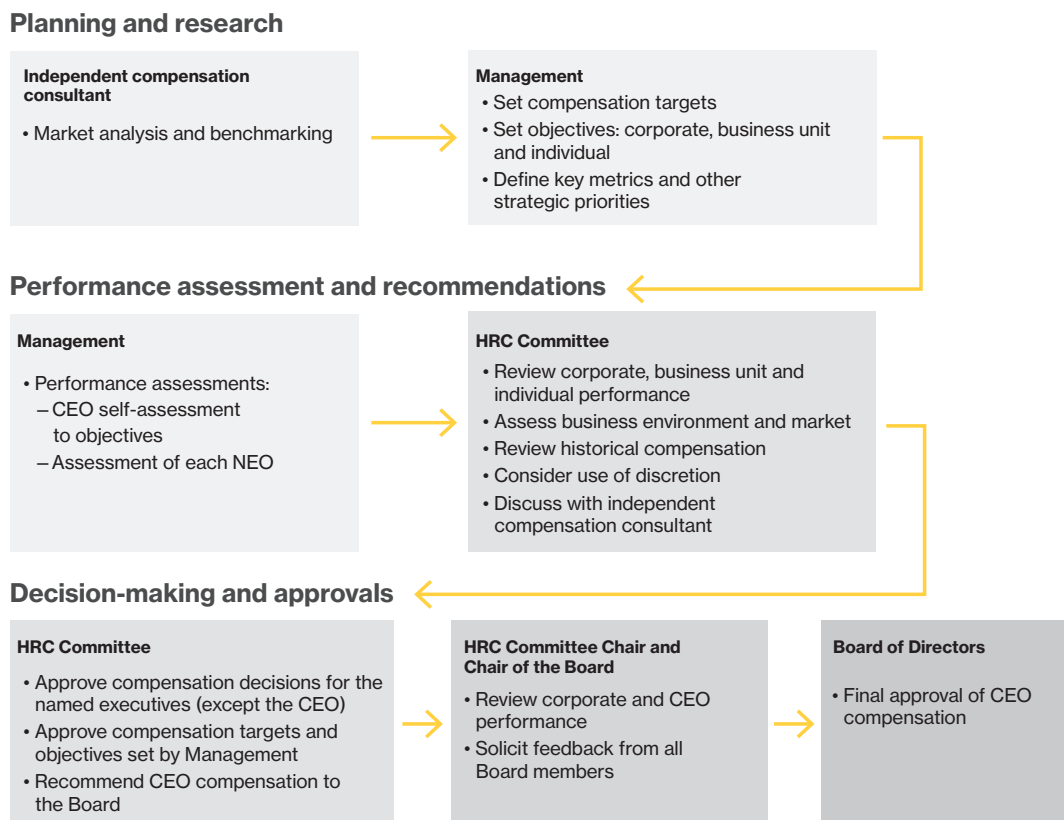 Planning and research
Independent compensation
consultant
• Market analysis and benchmarking
Management
• Set compensation targets
• Set objectives: corporate, business unit
and individual
• Define key metrics and other
strategic priorities
Performance assessment and recommendations
Management
• Performance assessments:
– CEO self-assessment
to objectives
– Assessment of each NEO
HRC Committee
• Review corporate, business unit and
individual performance
• Assess business environment and market
• Review historical compensation
• Consider use of discretion
• Discuss with independent
compensation consultant
Decision-making and approvals
HRC Committee
• Approve compensation decisions for the
named executives (except the CEO)
• Approve compensation targets and
objectives set by Management
• Recommend CEO compensation to
the Board
HRC Committee Chair and
Chair of the Board
• Review corporate and CEO
performance
• Solicit feedback from all
Board members
Board of Directors
• Final approval of CEO
compensation